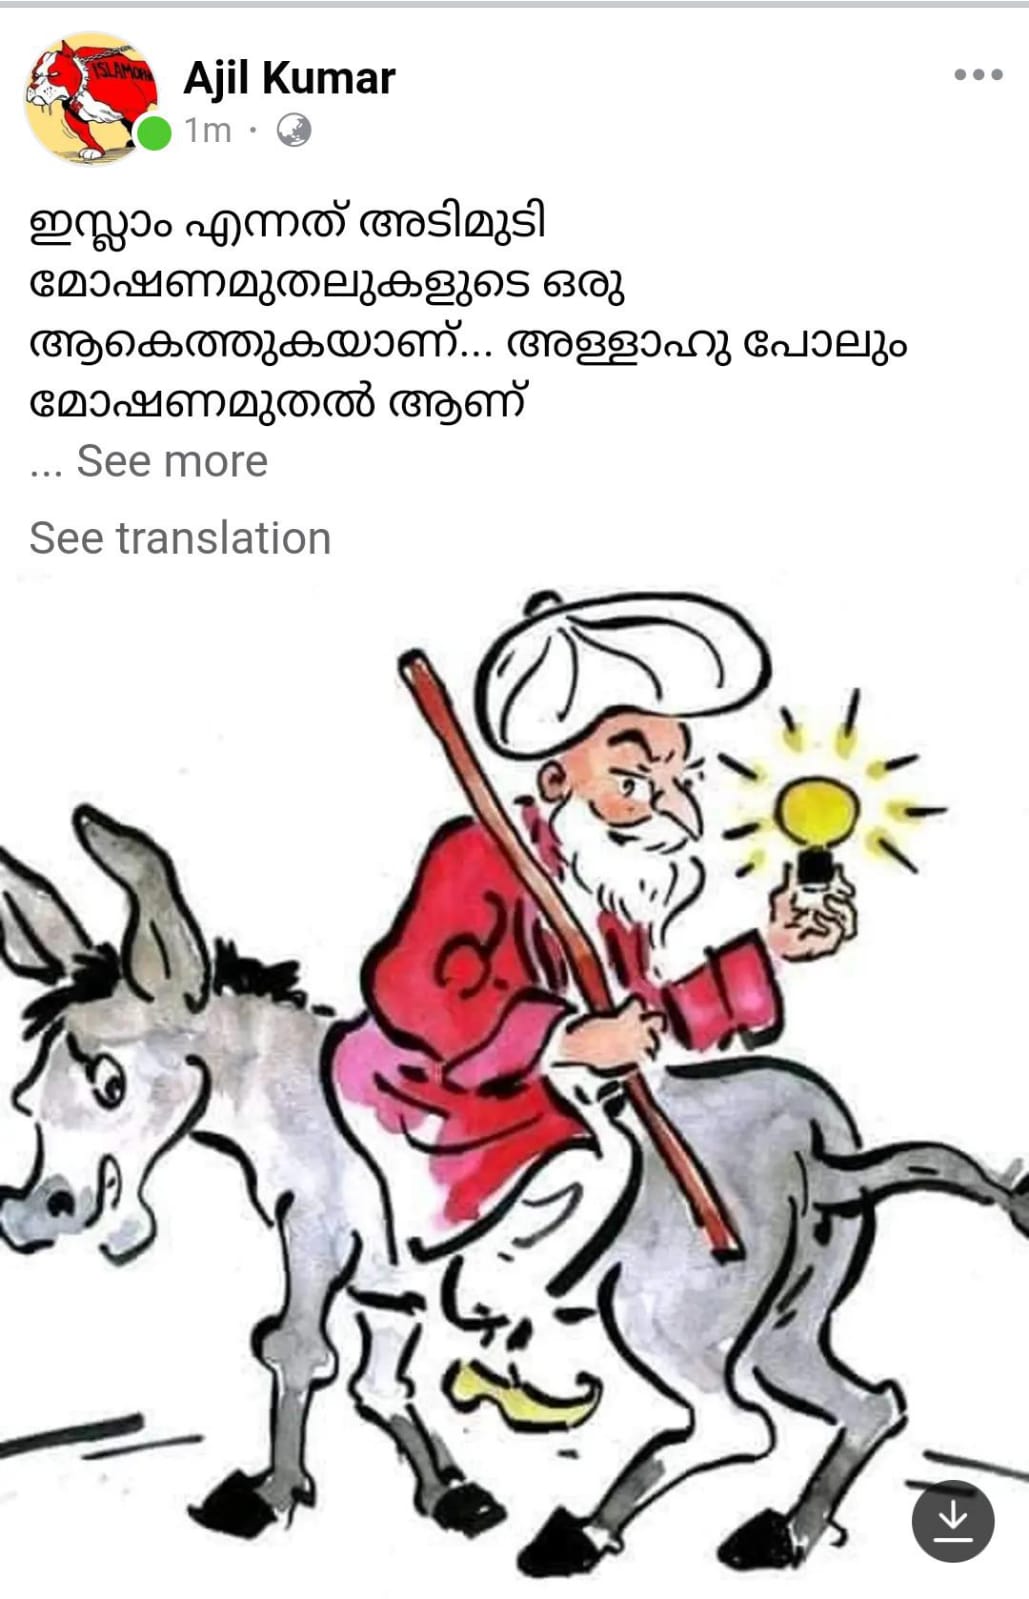 ISLAMOPH
Ajil Kumar
1m ·
ഇസ്ലാം എന്നത് അടിമുടി
മോഷണമുതലുകളുടെ ഒരു
ആകെത്തുകയാണ്... അള്ളാഹു പോലും
മോഷണമുതൽ ആണ്
... See more
See translation